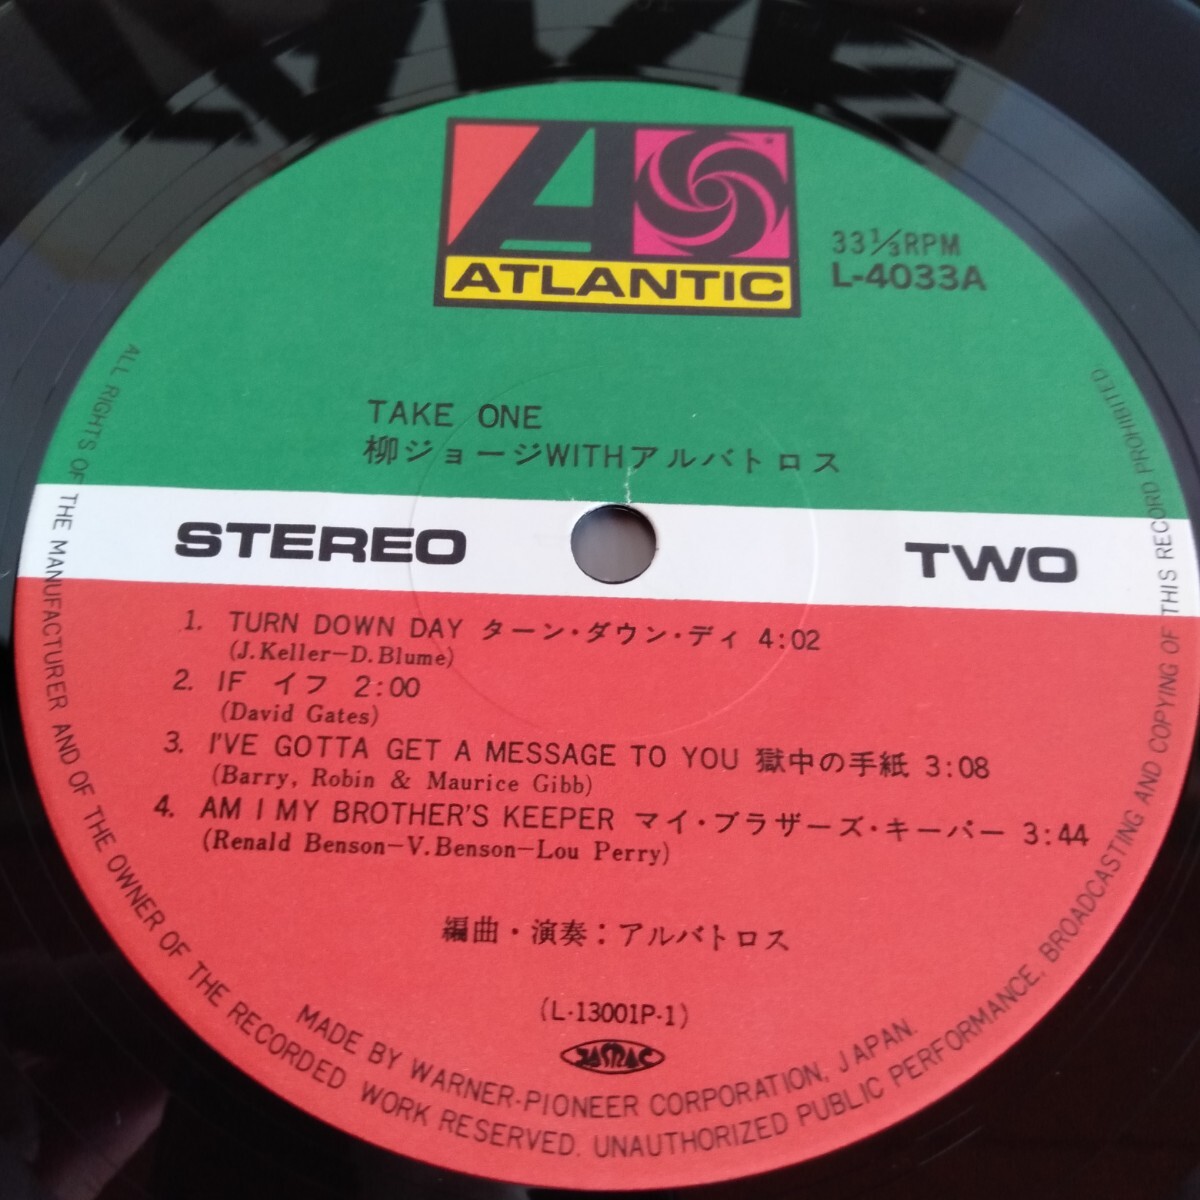 ATLANTIC
33⅓RPM
L-4033A
TAKE ONE
柳ジョージWITHアルバトロス
STEREO
TWO
1. TURN DOWN DAY ターン・ダウン・デイ 4:02
(J.Keller-D.Blume)
2. IF イフ 2:00
(David Gates)
3. I'VE GOTTA GET A MESSAGE TO YOU 獄中の手紙 3:08
(Barry, Robin & Maurice Gibb)
4. AM I MY BROTHER'S KEEPER マイ・ブラザーズ・キーパー 3:44
(Renald Benson-V.Benson-Lou Perry)
編曲・演奏：アルバトロス
(L-13001P-1)
JASRAC
MADE BY WARNER-PIONEER CORPORATION, JAPAN.
ALL RIGHTS OF THE MANUFACTURER AND OF THE OWNER OF THE RECORDED WORK RESERVED. UNAUTHORIZED PUBLIC PERFORMANCE, BROADCASTING AND COPYING OF THIS RECORD PROHIBITED